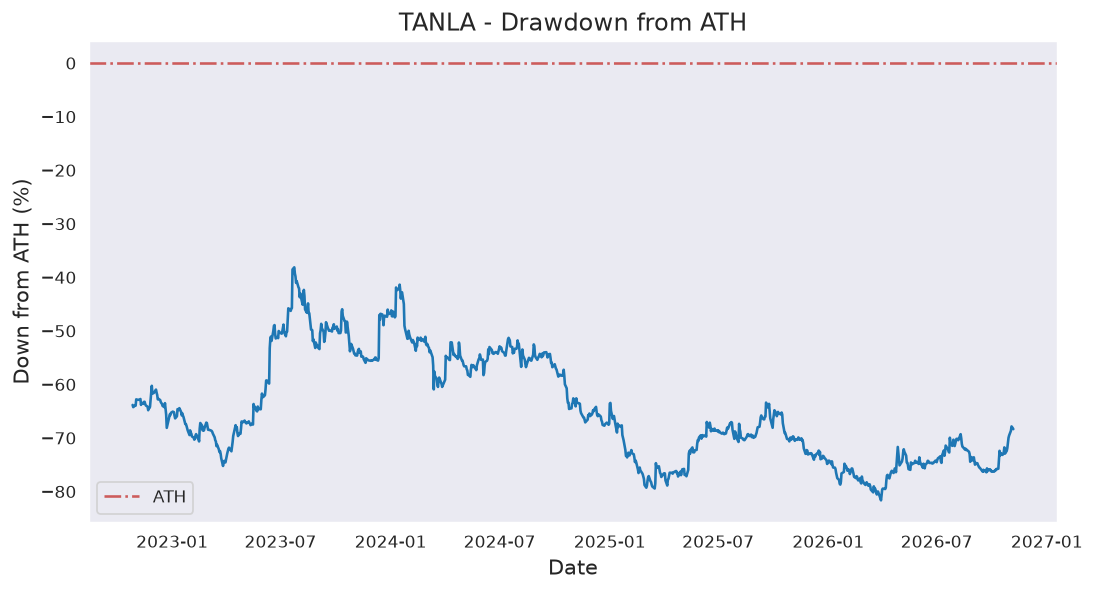 TANLA - Drawdown from ATH
Down from ATH (%)
0
−10
−20
−30
−40
−50
−60
−70
−80
ATH
2023-01 2023-07 2024-01 2024-07 2025-01 2025-07 2026-01 2026-07 2027-01
Date